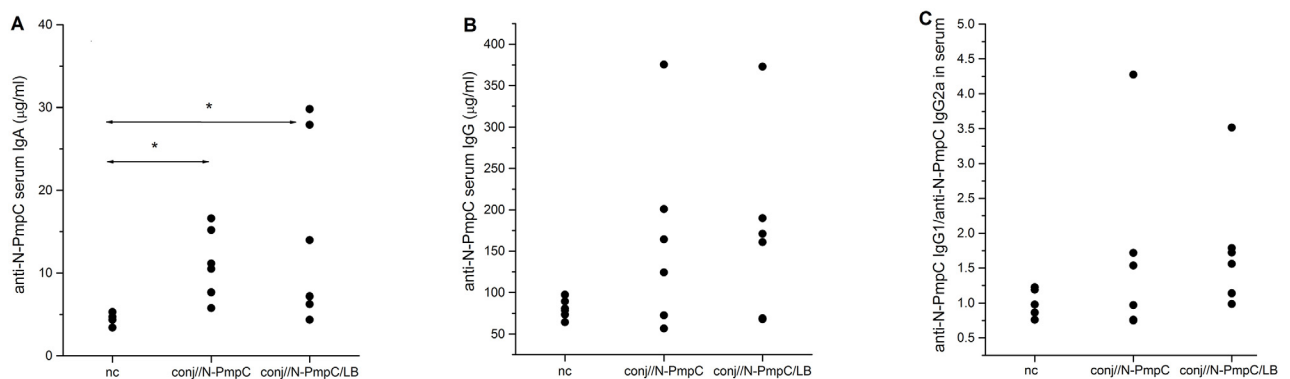 A
anti-N-PmpC serum IgA (μg/ml)
40
30
20
10
0
*
*
nc
conj//N-PmpC
conj//N-PmpC/LB
B
anti-N-PmpC serum IgG (μg/ml)
400
350
300
250
200
150
100
50
nc
conj//N-PmpC
conj//N-PmpC/LB
C
anti-N-PmpC IgG1/anti-N-PmpC IgG2a in serum
5.0
4.5
4.0
3.5
3.0
2.5
2.0
1.5
1.0
0.5
nc
conj//N-PmpC
conj//N-PmpC/LB